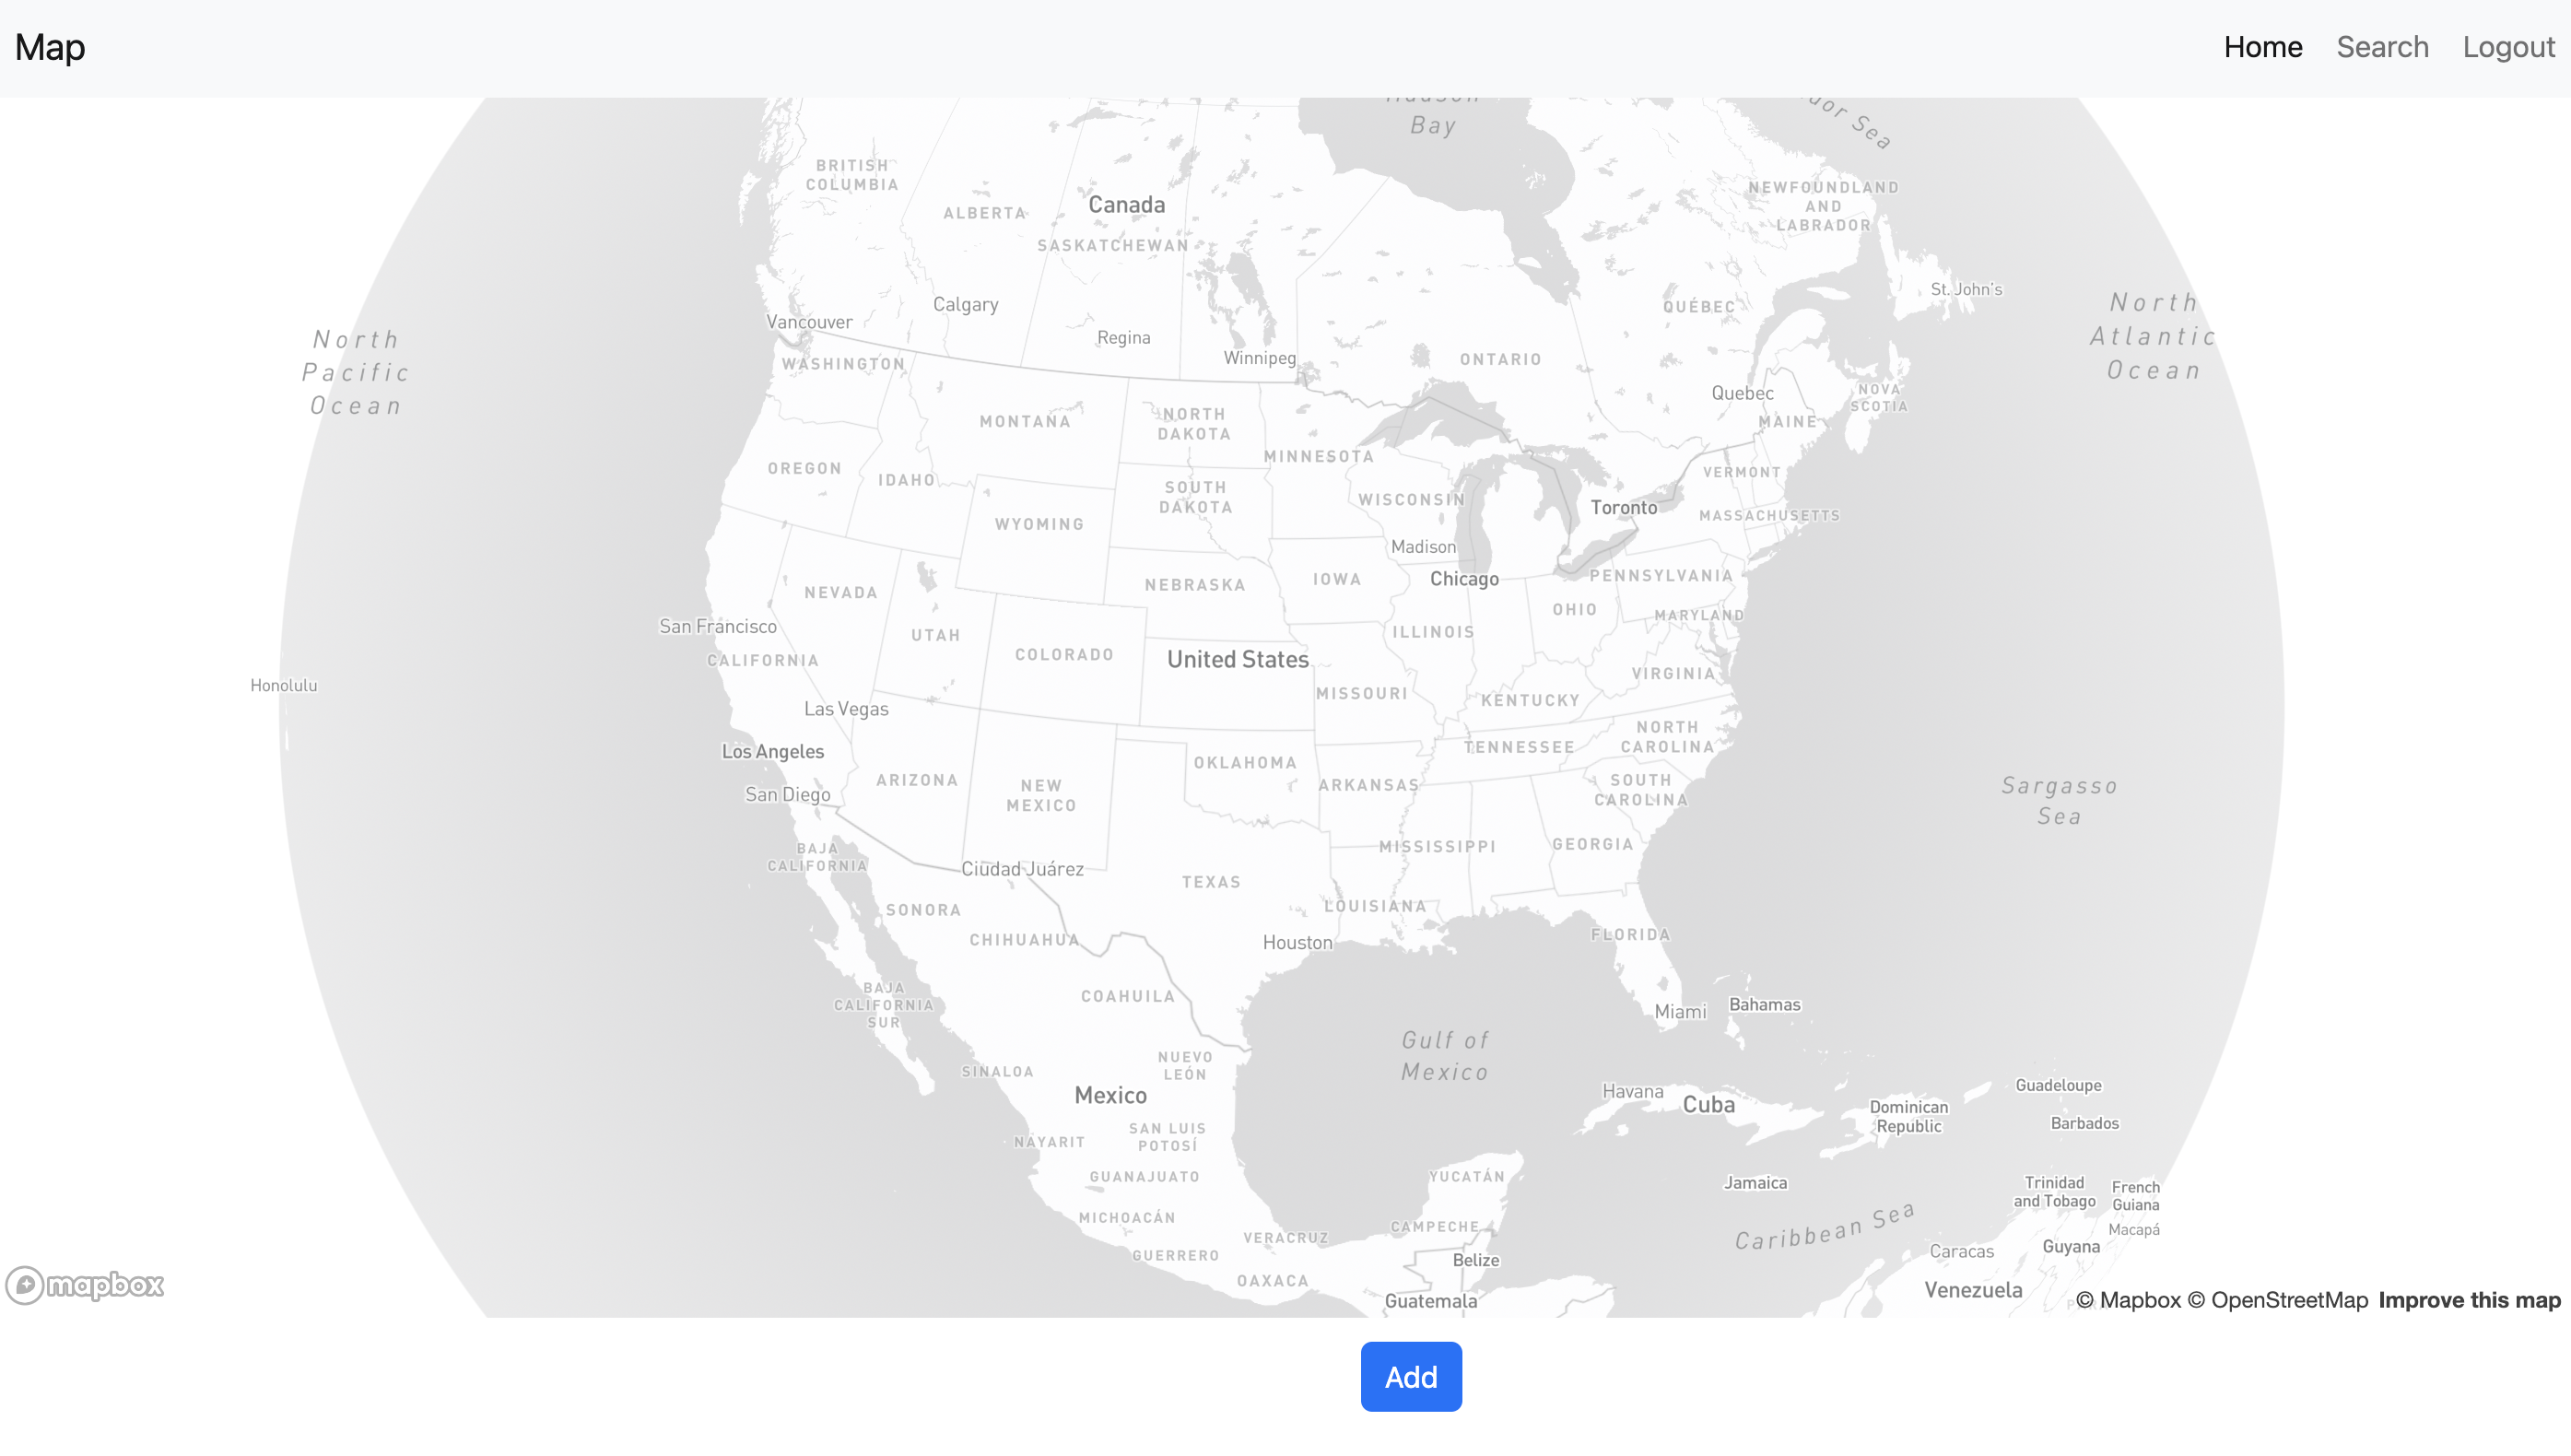 Map
Home
Search
Logout
Bay
BRITISH
COLUMBIA
ALBERTA
Canada
SASKATCHEWAN
NEWFOUNDLAND
AND
LABRADOR
St. John's
Calgary
Vancouver
Regina
Winnipeg
ONTARIO
QUÉBEC
North
Pacific
Ocean
North
Atlantic
Ocean
WASHINGTON
MONTANA
NORTH
DAKOTA
MINNESOTA
Quebec
MAINE
NOVA
SCOTIA
OREGON
IDAHO
WYOMING
SOUTH
DAKOTA
WISCONSIN
Toronto
VERMONT
MASSACHUSETTS
Madison
Chicago
NEVADA
UTAH
NEBRASKA
IOWA
OHIO
PENNSYLVANIA
MARYLAND
San Francisco
CALIFORNIA
COLORADO
United States
ILLINOIS
MISSOURI
KENTUCKY
VIRGINIA
Honolulu
Las Vegas
Los Angeles
San Diego
ARIZONA
NEW
MEXICO
OKLAHOMA
ARKANSAS
TENNESSEE
NORTH
CAROLINA
SOUTH
CAROLINA
Sargasso
Sea
BAJA
CALIFORNIA
Ciudad Juárez
TEXAS
MISSISSIPPI
GEORGIA
SONORA
CHIHUAHUA
LOUISIANA
Houston
FLORIDA
BAJA
CALIFORNIA
SUR
COAHUILA
Miami
Bahamas
Gulf of
Mexico
SINALOA
NUEVO
LEÓN
Mexico
Havana
Cuba
Dominican
Republic
Guadeloupe
Barbados
NAYARIT
SAN LUIS
POTOSÍ
GUANAJUATO
YUCATÁN
Jamaica
Trinidad
and Tobago
French
Guiana
Macapá
MICHOACÁN
VERACRUZ
CAMPECHE
Caribbean Sea
GUERRERO
Belize
Caracas
Guyana
OAXACA
Guatemala
Venezuela
mapbox
© Mapbox © OpenStreetMap Improve this map
Add